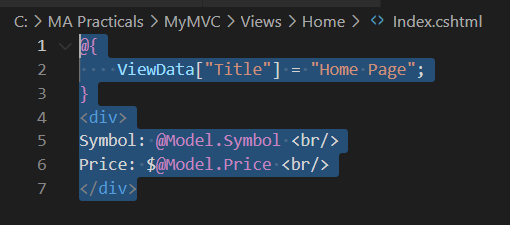 C: > MA Practicals > MyMVC > Views > Home > <> Index.cshtml
1 @{
2     ViewData["Title"] = "Home Page";
3 }
4 <div>
5 Symbol: @Model.Symbol <br/>
6 Price: $@Model.Price <br/>
7 </div>